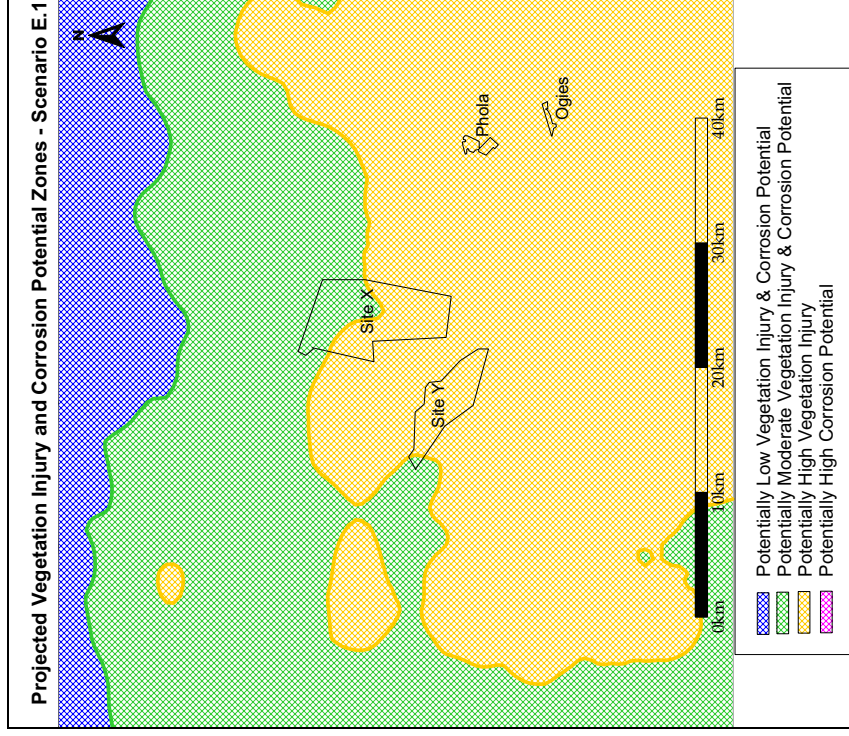 Projected Vegetation Injury and Corrosion Potential Zones - Scenario E.1
N
Phola
Ogies
Site X
Site Y
0km 10km 20km 30km 40km
Potentially Low Vegetation Injury & Corrosion Potential
Potentially Moderate Vegetation Injury & Corrosion Potential
Potentially High Vegetation Injury
Potentially High Corrosion Potential